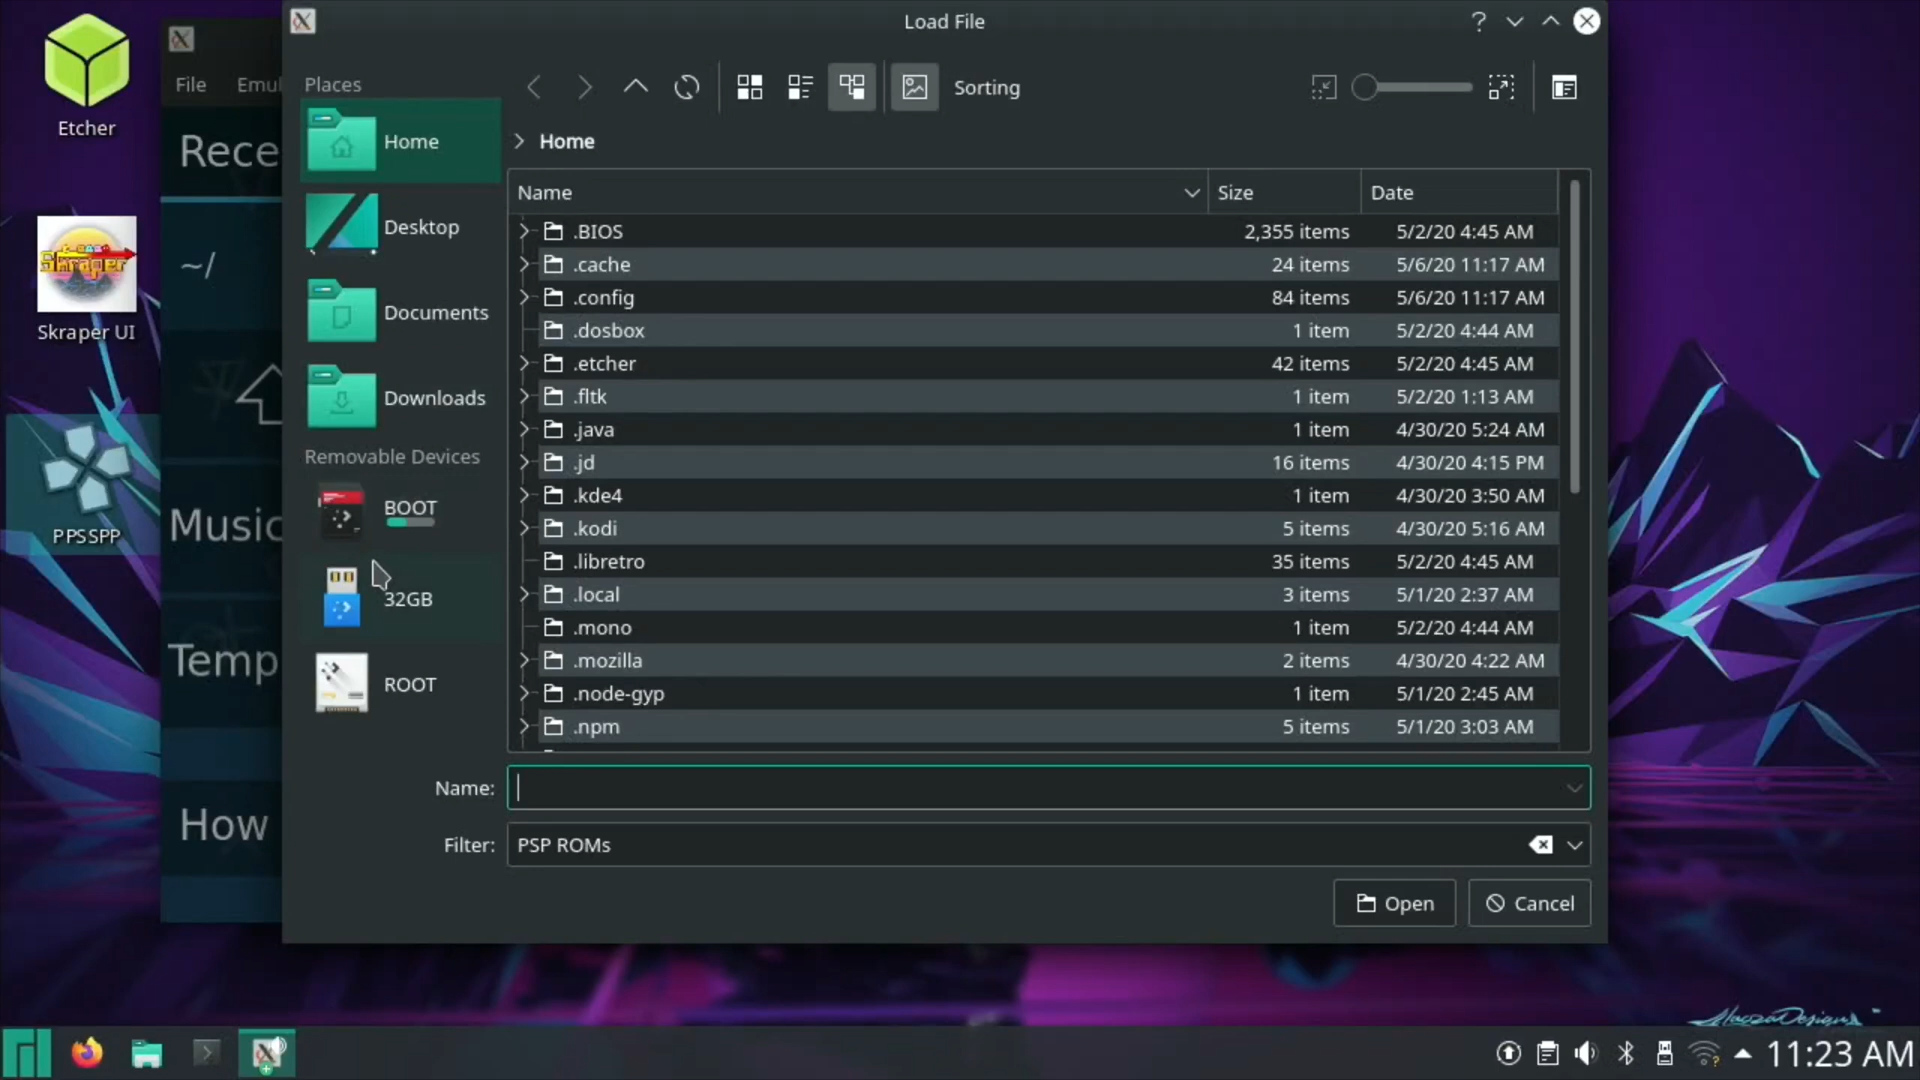 Load File
Etcher
Skraper UI
PPSSPP
File Emul
Rece
~/
Music
Temp
How
Places
Home
Desktop
Documents
Downloads
Removable Devices
BOOT
32GB
ROOT
Sorting
Home
Name Size Date
.BIOS 2,355 items 5/2/20 4:45 AM
.cache 24 items 5/6/20 11:17 AM
.config 84 items 5/6/20 11:17 AM
.dosbox 1 item 5/2/20 4:44 AM
.etcher 42 items 5/2/20 4:45 AM
.fltk 1 item 5/2/20 1:13 AM
.java 1 item 4/30/20 5:24 AM
.jd 16 items 4/30/20 4:15 PM
.kde4 1 item 4/30/20 3:50 AM
.kodi 5 items 4/30/20 5:16 AM
.libretro 35 items 5/2/20 4:45 AM
.local 3 items 5/1/20 2:37 AM
.mono 1 item 5/2/20 4:44 AM
.mozilla 2 items 4/30/20 4:22 AM
.node-gyp 1 item 5/1/20 2:45 AM
.npm 5 items 5/1/20 3:03 AM
Name:
Filter: PSP ROMs
Open Cancel
11:23 AM